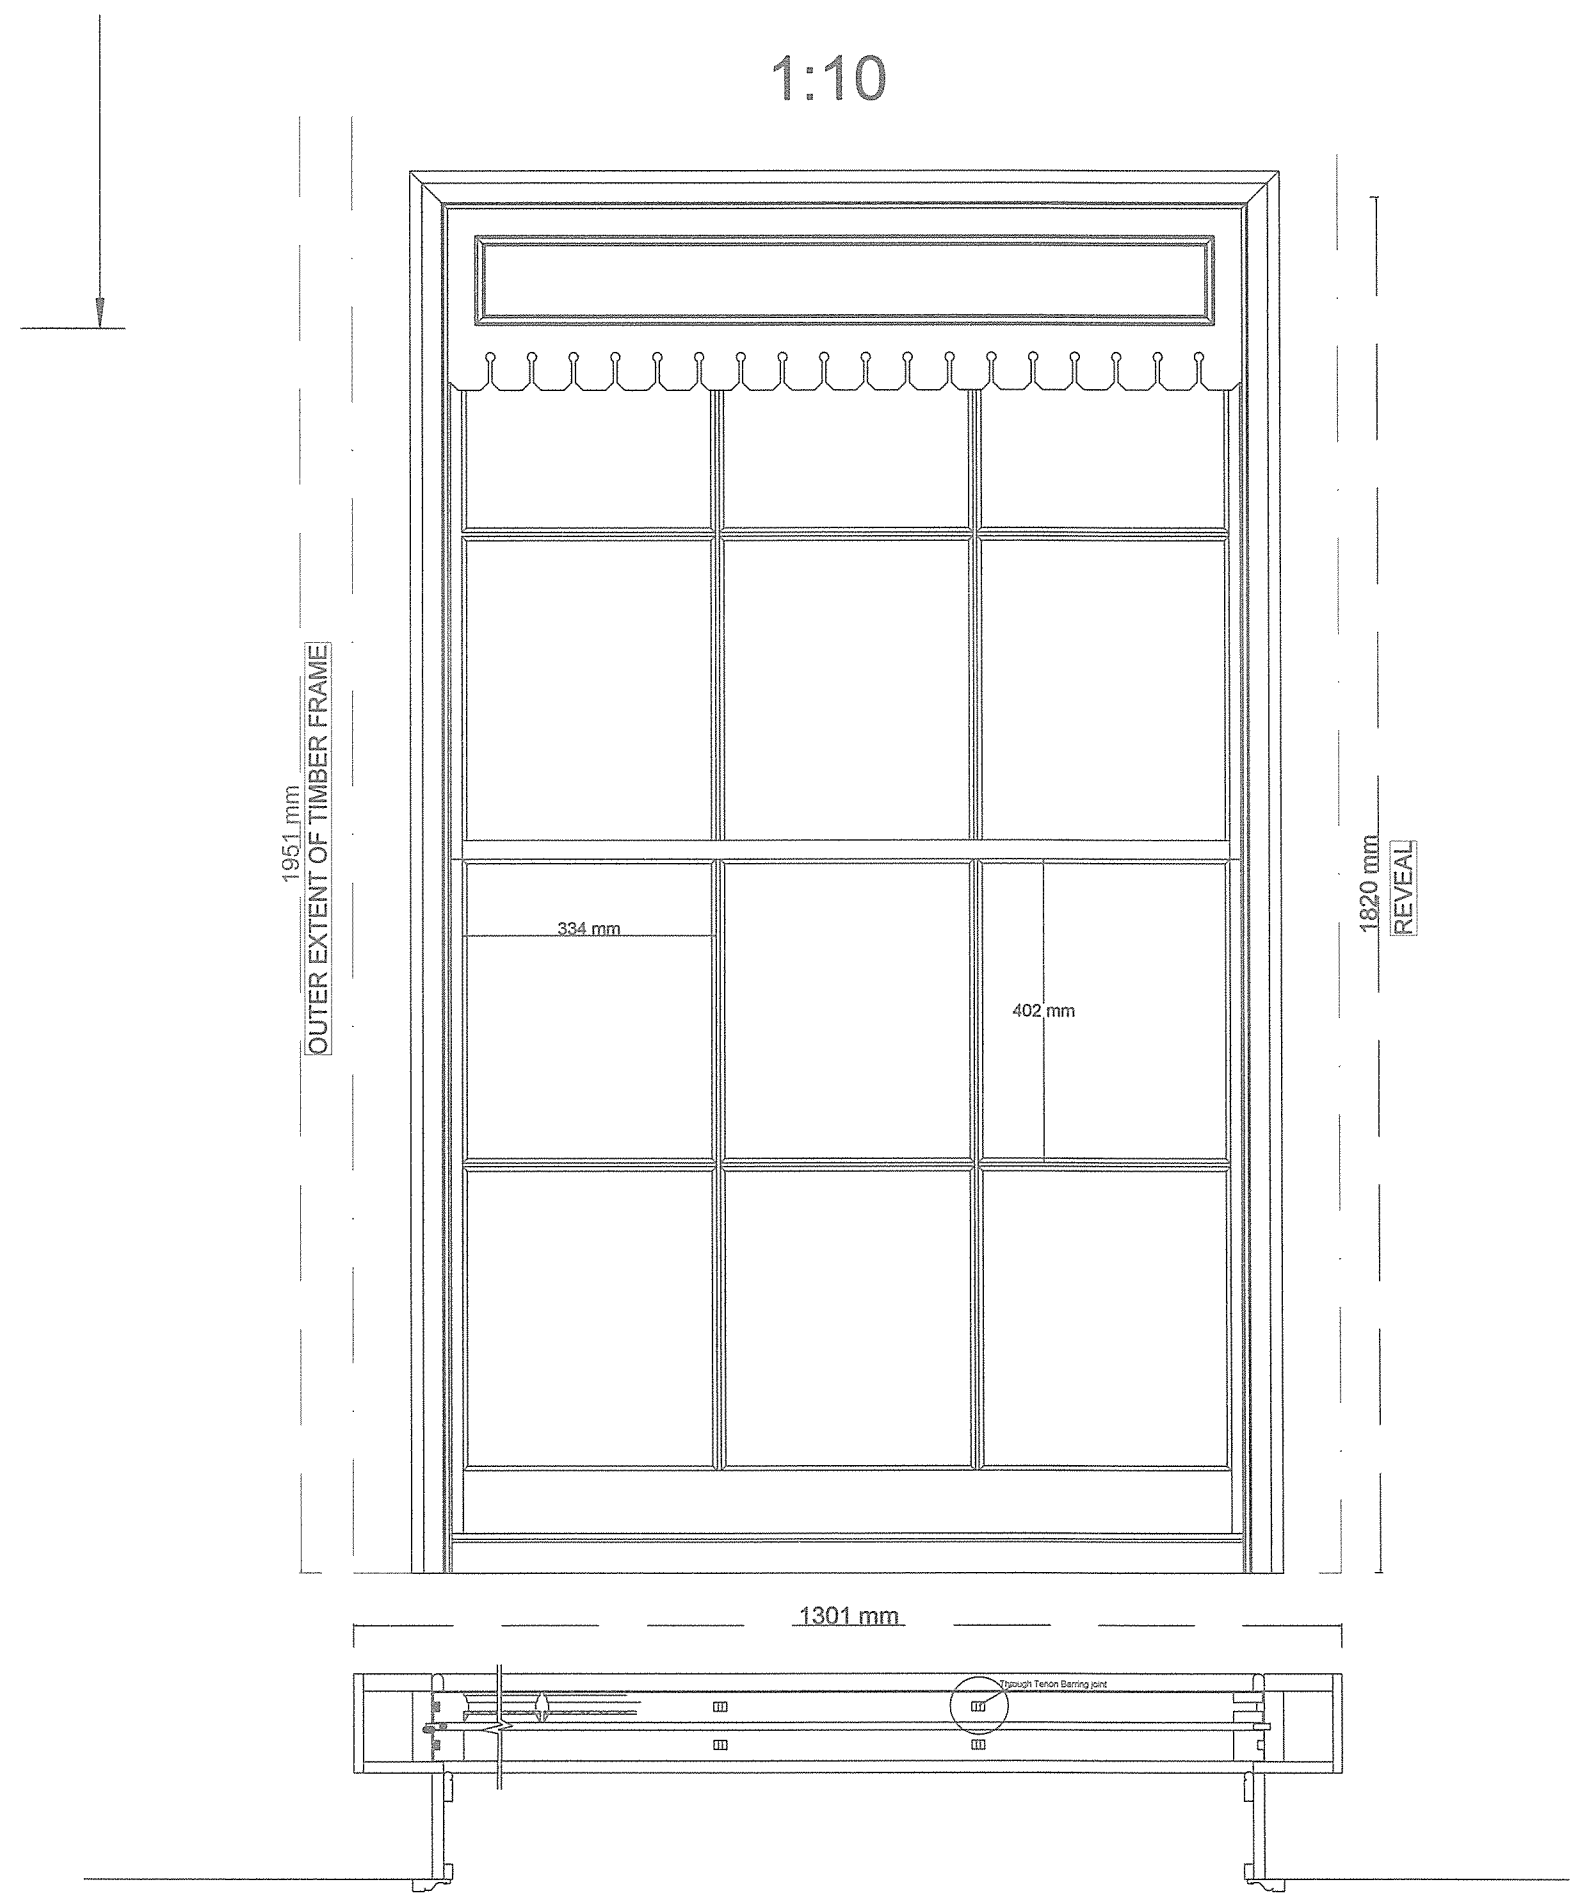 1:10
1951 mm
OUTER EXTENT OF TIMBER FRAME
334 mm
402 mm
1820 mm
REVEAL
1301 mm
Through Tenon Barring joint